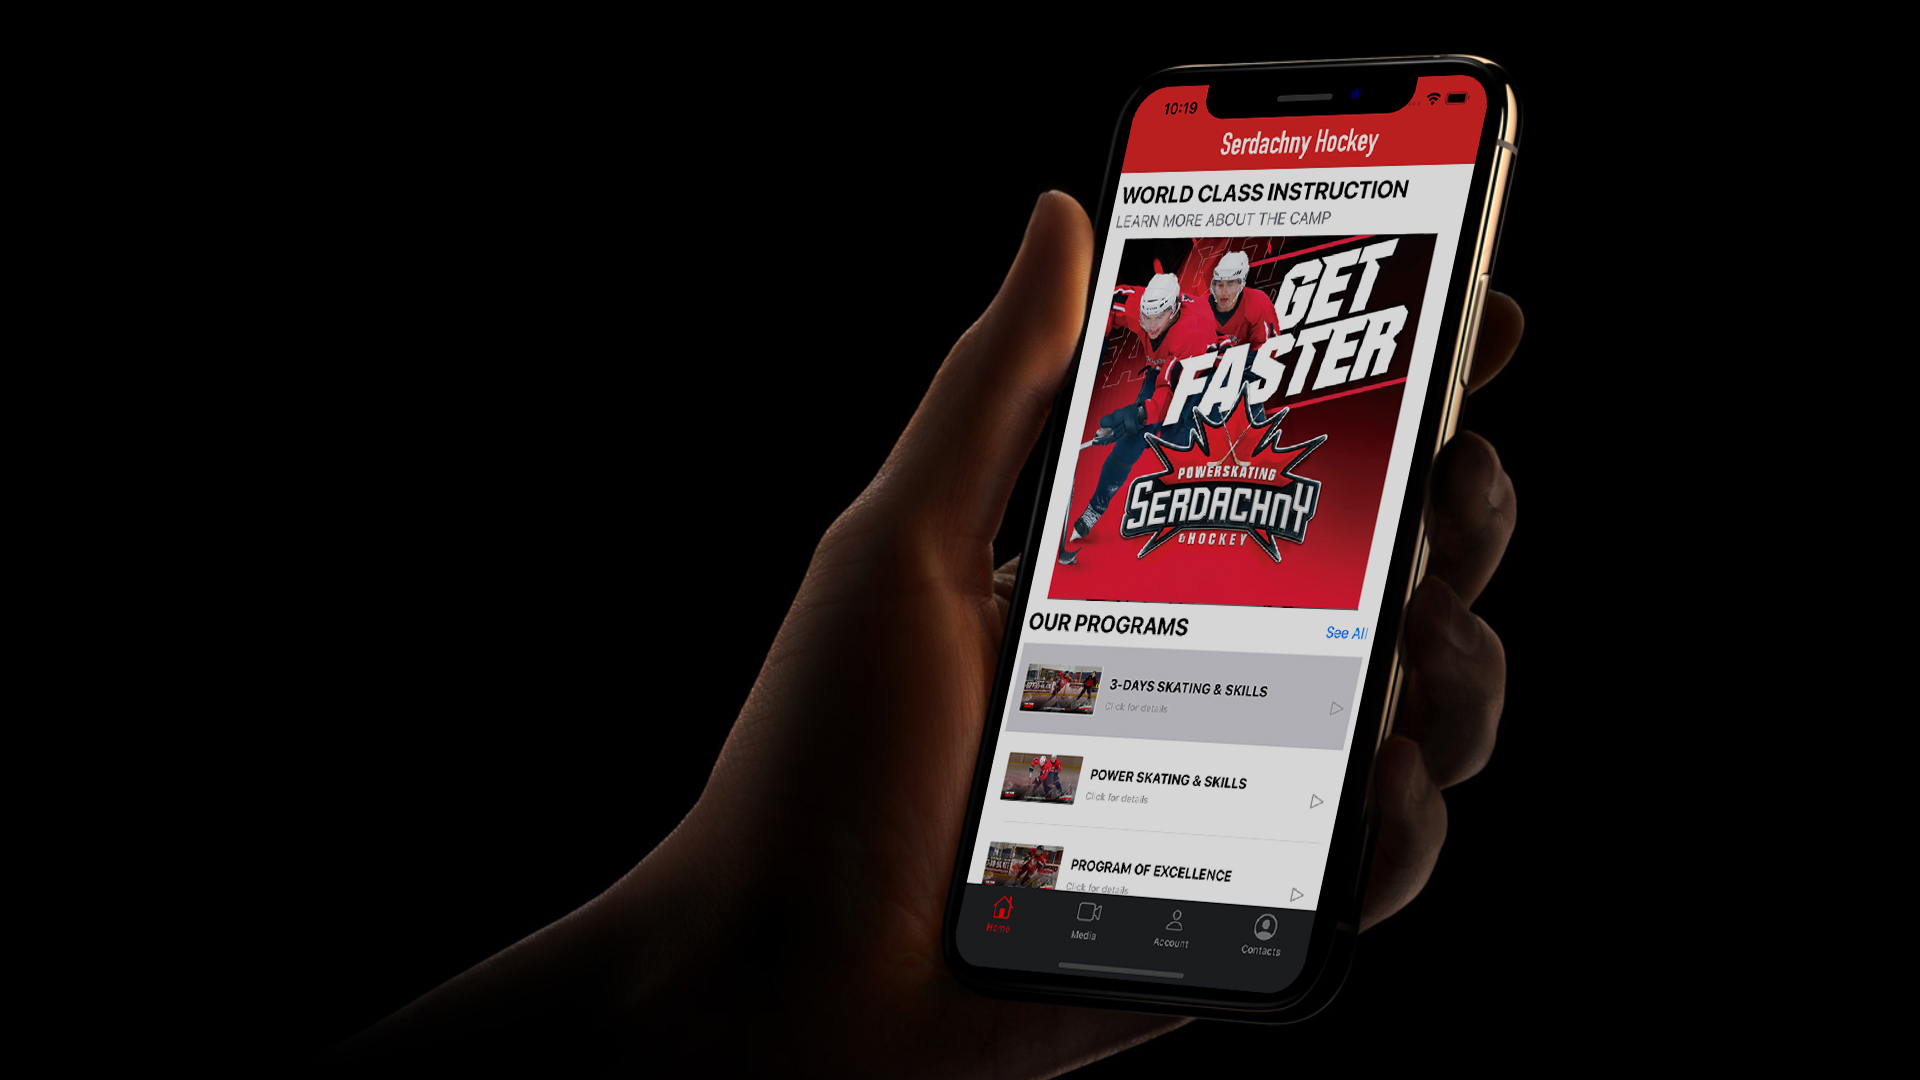 10:19
Serdachny Hockey
WORLD CLASS INSTRUCTION
LEARN MORE ABOUT THE CAMP
GET
FASTER
POWERSKATING
SERDACHNY
&HOCKEY
OUR PROGRAMS
See All
3-DAYS SKATING & SKILLS
Click for details
POWER SKATING & SKILLS
Click for details
PROGRAM OF EXCELLENCE
Click for details
Home
Media
Account
Contacts